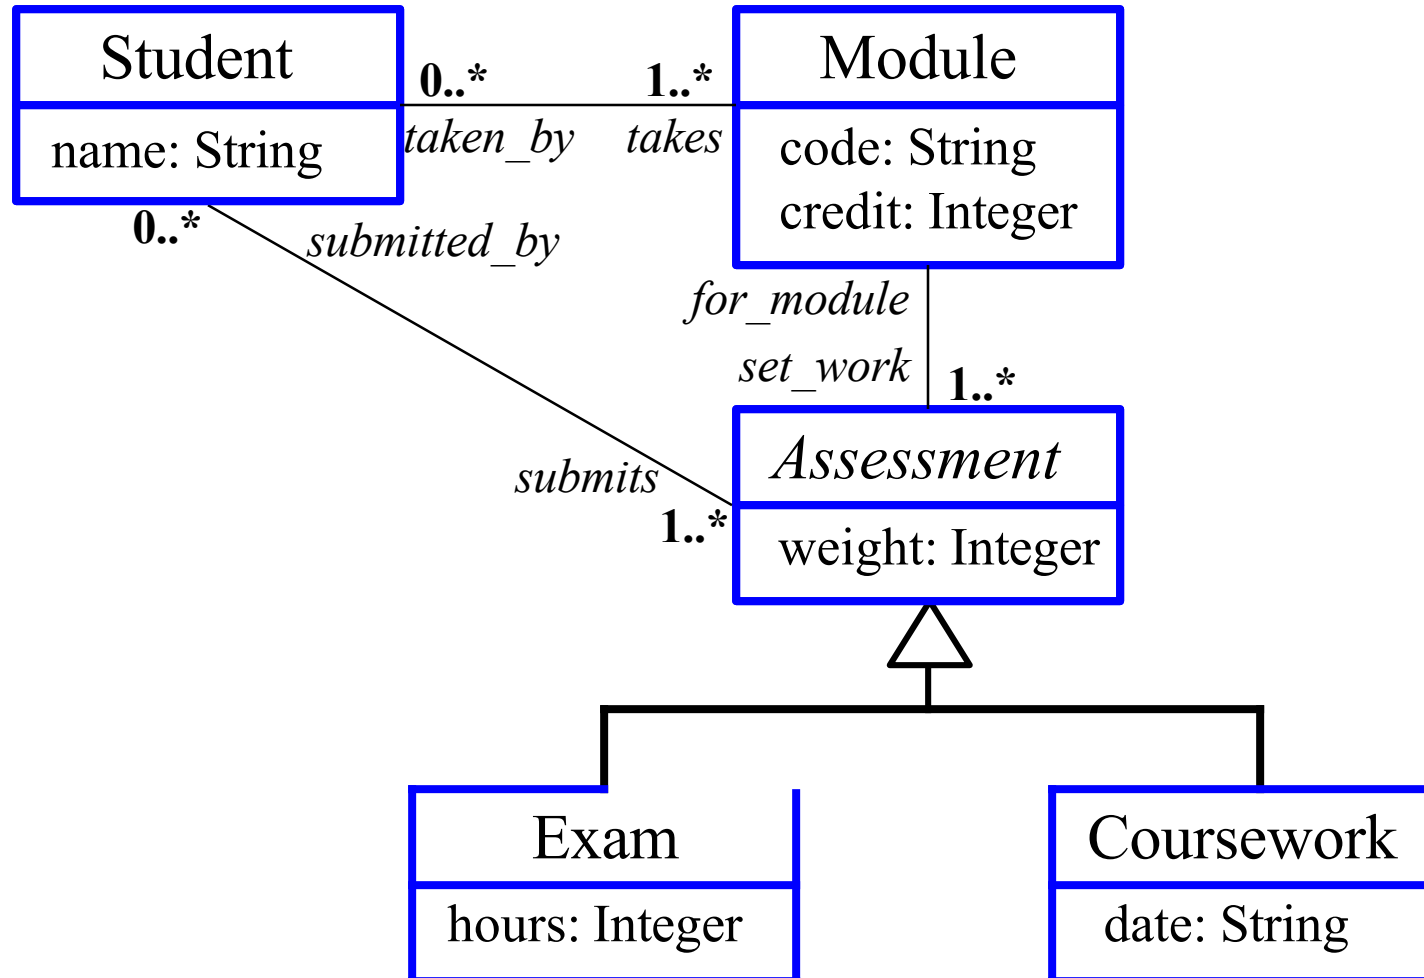 Student
name: String
0..*
1..*
taken_by
takes
Module
code: String
credit: Integer
0..*
submitted_by
for_module
set_work
1..*
submits
1..*
Assessment
weight: Integer
Exam
hours: Integer
Coursework
date: String